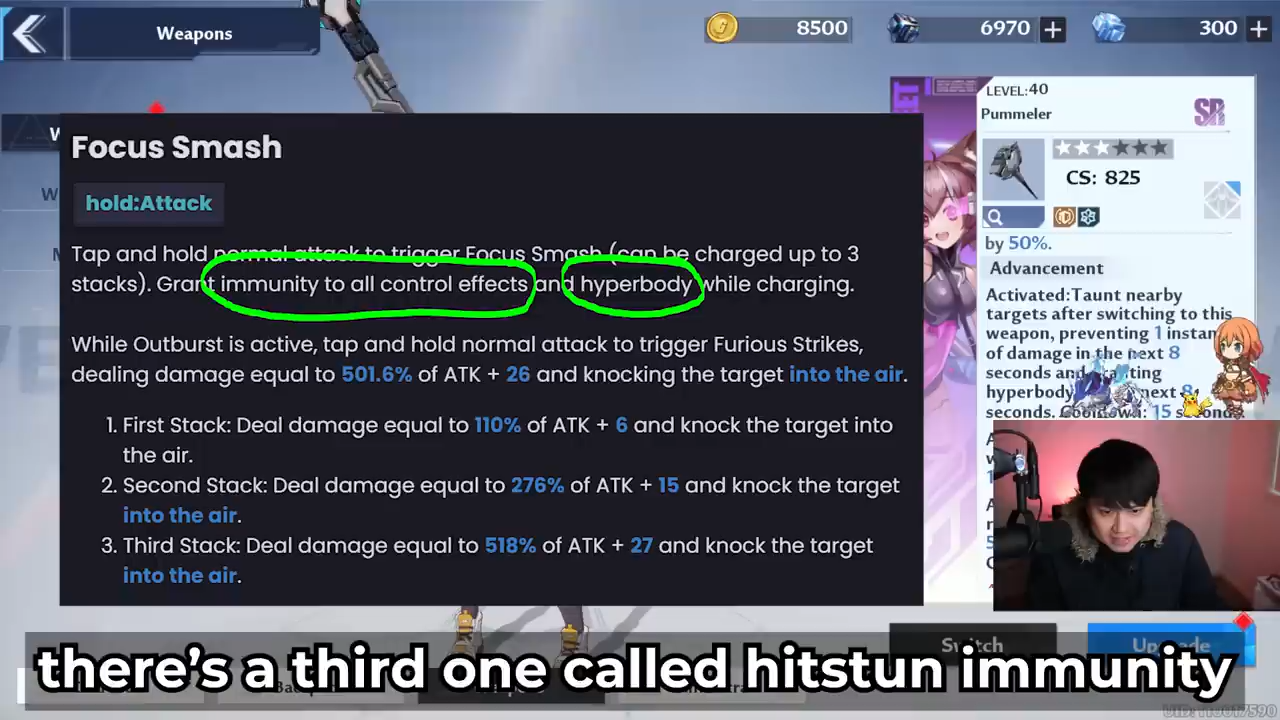 Weapons
8500
6970
300
LEVEL:40
Pummeler
SR
CS: 825
by 50%.
Advancement
Activated:Taunt nearby
targets after switching to this
weapon, preventing 1
of damage in the next 8
seconds and
hyperbody next
seconds. 15
Focus Smash
hold:Attack
Tap and hold normal attack to trigger Focus Smash (can be charged up to 3
stacks). Grant immunity to all control effects and hyperbody while charging.
While Outburst is active, tap and hold normal attack to trigger Furious Strikes,
dealing damage equal to 501.6% of ATK + 26 and knocking the target into the air.
1. First Stack: Deal damage equal to 110% of ATK + 6 and knock the target into
the air.
2. Second Stack: Deal damage equal to 276% of ATK + 15 and knock the target
into the air.
3. Third Stack: Deal damage equal to 518% of ATK + 27 and knock the target
into the air.
Switch
Upgrade
there's a third one called hitstun immunity